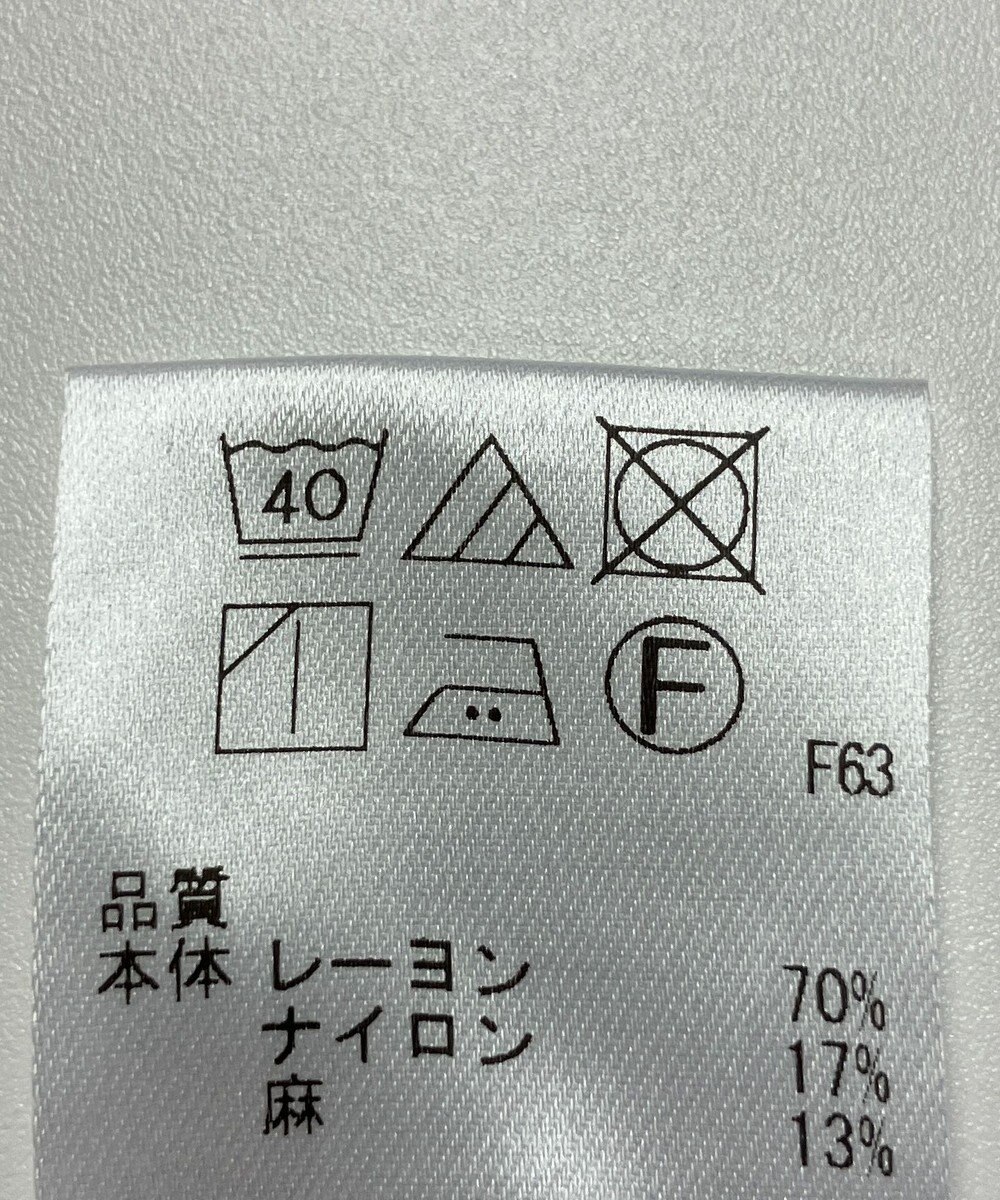 40
F
F63
品質
本体 レーヨン 70%
ナイロン 17%
麻 13%